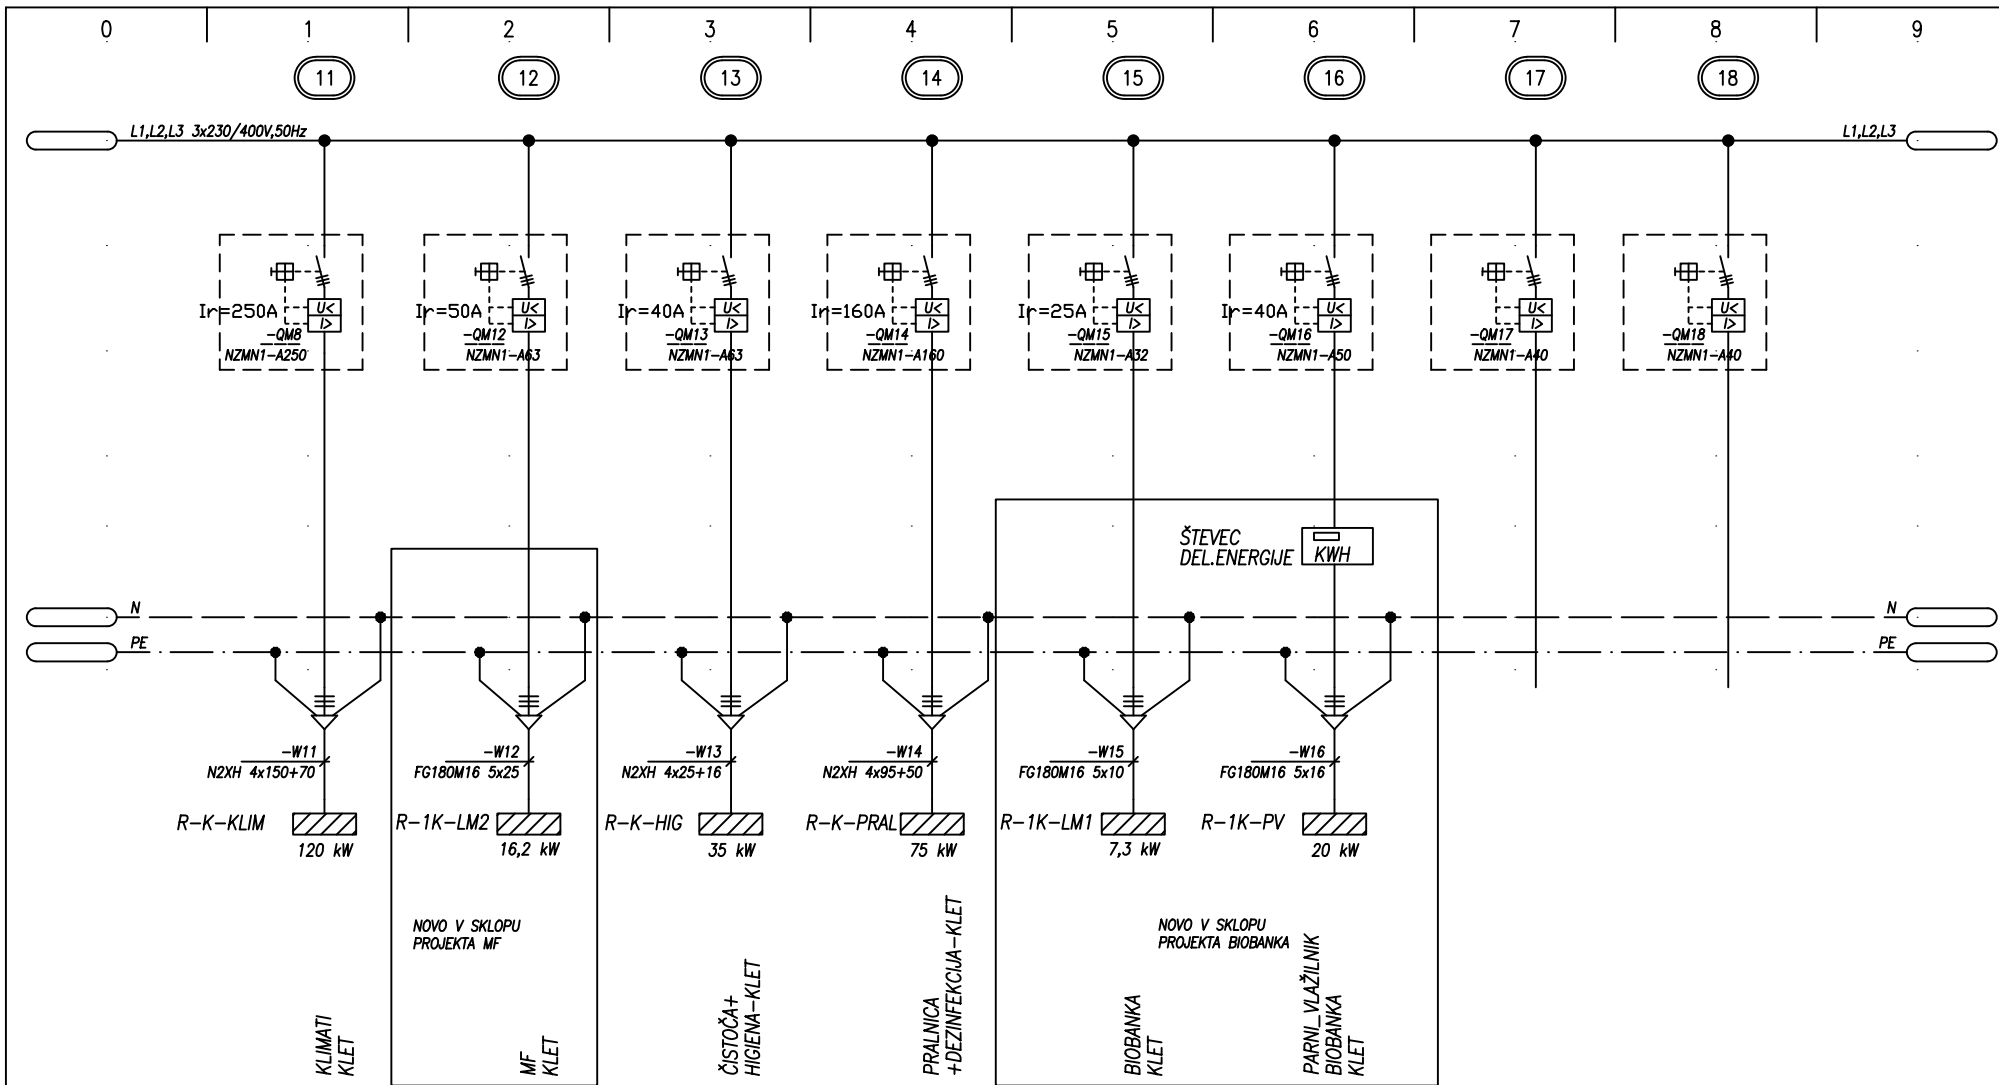 0 1 2 3 4 5 6 7 8 9
11 12 13 14 15 16 17 18
L1,L2,L3 3x230/400V,50Hz
L1,L2,L3
Ir=250A
U<
I>
-QM8
NZMN1-A250
Ir=50A
U<
I>
-QM12
NZMN1-A63
Ir=40A
U<
I>
-QM13
NZMN1-A63
Ir=160A
U<
I>
-QM14
NZMN1-A160
Ir=25A
U<
I>
-QM15
NZMN1-A32
Ir=40A
U<
I>
-QM16
NZMN1-A50
U<
I>
-QM17
NZMN1-A40
U<
I>
-QM18
NZMN1-A40
ŠTEVEC
DEL.ENERGIJE
KWH
N
N
PE
PE
-W11
N2XH 4x150+70
-W12
FG180M16 5x25
-W13
N2XH 4x25+16
-W14
N2XH 4x95+50
-W15
FG180M16 5x10
-W16
FG180M16 5x16
R-K-KLIM
120 kW
R-1K-LM2
16,2 kW
R-K-HIG
35 kW
R-K-PRAL
75 kW
R-1K-LM1
7,3 kW
R-1K-PV
20 kW
NOVO V SKLOPU
PROJEKTA MF
NOVO V SKLOPU
PROJEKTA BIOBANKA
KLIMATI
KLET
MF
KLET
ČISTOČA+
HIGIENA-KLET
PRALNICA
+DEZINFEKCIJA-KLET
BIOBANKA
KLET
PARNI_VLAŽILNIK
BIOBANKA
KLET